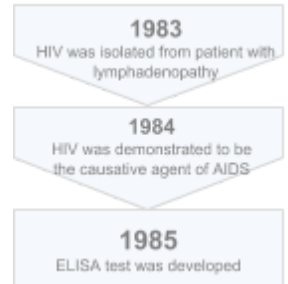 1983
HIV was isolated from patient with
lymphadenopathy
1984
HIV was demonstrated to be
the causative agent of AIDS
1985
ELISA test was developed